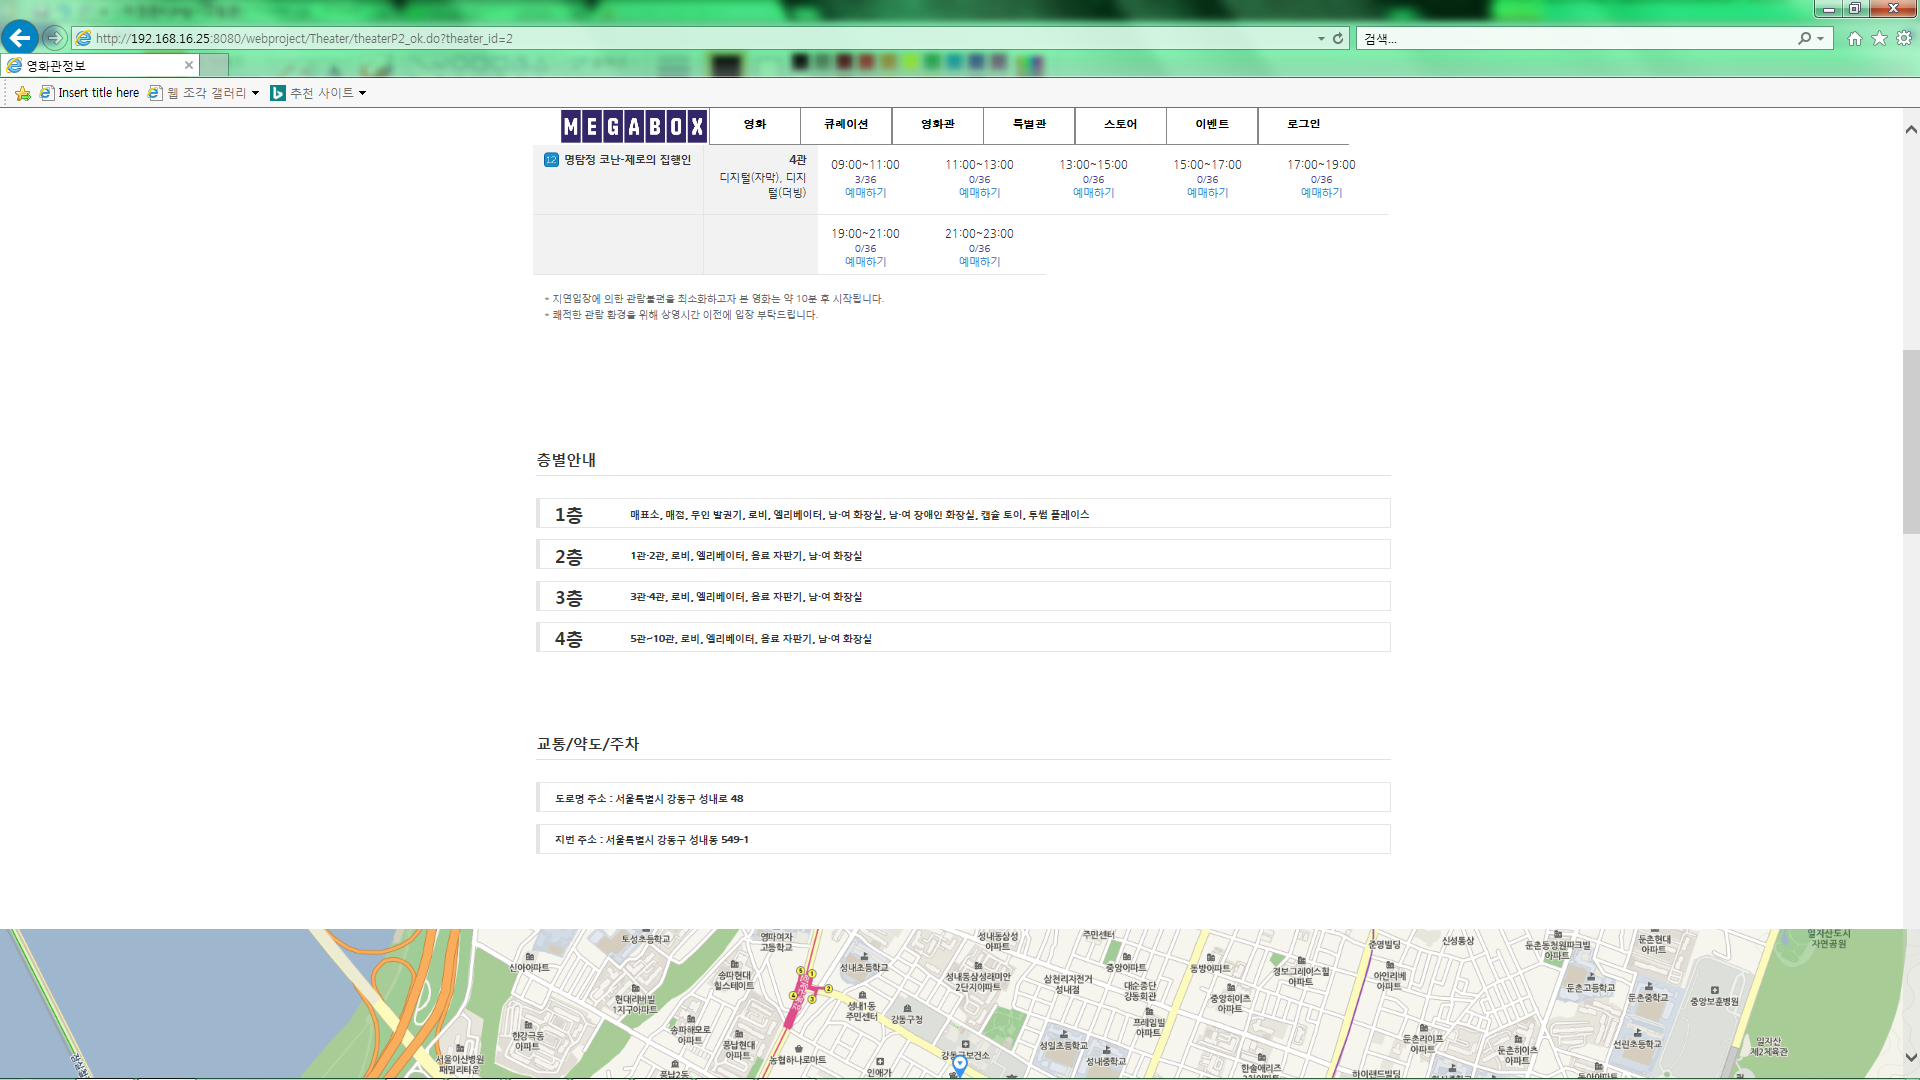 http://192.168.16.25:8080/webproject/Theater/theaterP2_ok.do?theater_id=2
검색...
영화관정보
Insert title here 웹 조각 갤러리 추천 사이트
MEGABOX 영화 큐레이션 영화관 특별관 스토어 이벤트 로그인
12 명탐정 코난-제로의 집행인
4관
디지털(자막), 디지
털(더빙)
09:00~11:00 11:00~13:00 13:00~15:00 15:00~17:00 17:00~19:00
3/36 0/36 0/36 0/36 0/36
예매하기 예매하기 예매하기 예매하기 예매하기
19:00~21:00 21:00~23:00
0/36 0/36
예매하기 예매하기
* 지연입장에 의한 관람불편을 최소화하고자 본 영화는 약 10분 후 시작됩니다.
* 쾌적한 관람 환경을 위해 상영시간 이전에 입장 부탁드립니다.
층별안내
1층 매표소, 매점, 무인 발권기, 로비, 엘리베이터, 남·여 화장실, 남·여 장애인 화장실, 캡슐 토이, 투썸 플레이스
2층 1관·2관, 로비, 엘리베이터, 음료 자판기, 남·여 화장실
3층 3관·4관, 로비, 엘리베이터, 음료 자판기, 남·여 화장실
4층 5관~10관, 로비, 엘리베이터, 음료 자판기, 남·여 화장실
교통/약도/주차
도로명 주소 : 서울특별시 강동구 성내로 48
지번 주소 : 서울특별시 강동구 성내동 549-1
토성초등학교
영파여자
고등학교
성내동삼성
아파트
주민센터
준영빌딩
신성통상
둔촌동청원파크빌
아파트
둔촌현대
아파트
일자산도시
자연공원
신아아파트
송파현대
힐스테이트
성내초등학교
성내동삼성래미안
2단지아파트
삼천리자전거
성내점
중앙아파트
대순중단
강동회관
동방아파트
경보그레이스빌
아파트
아인리베
아파트
둔촌고등학교
둔촌중학교
중앙보훈병원
현대리버빌
1지구아파트
성내1동
주민센터
강동구청
중앙하이츠
아파트
프레임빌
아파트
한강극동
아파트
송파해모로
아파트
풍납현대
아파트
농협하나로마트
강동구보건소
성일초등학교
성내중학교
둔촌라이프
아파트
둔촌하이츠
아파트
선린초등학교
일자산
제2체육관
서울아산병원
패밀리타운
풍납2동
인애가
한솔에리즈
하이랜드빌딩